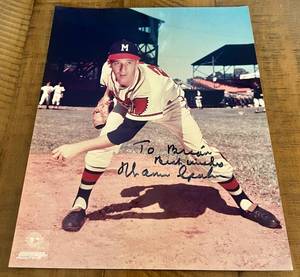 M
To Brian
Best wishes
Warren Spahn